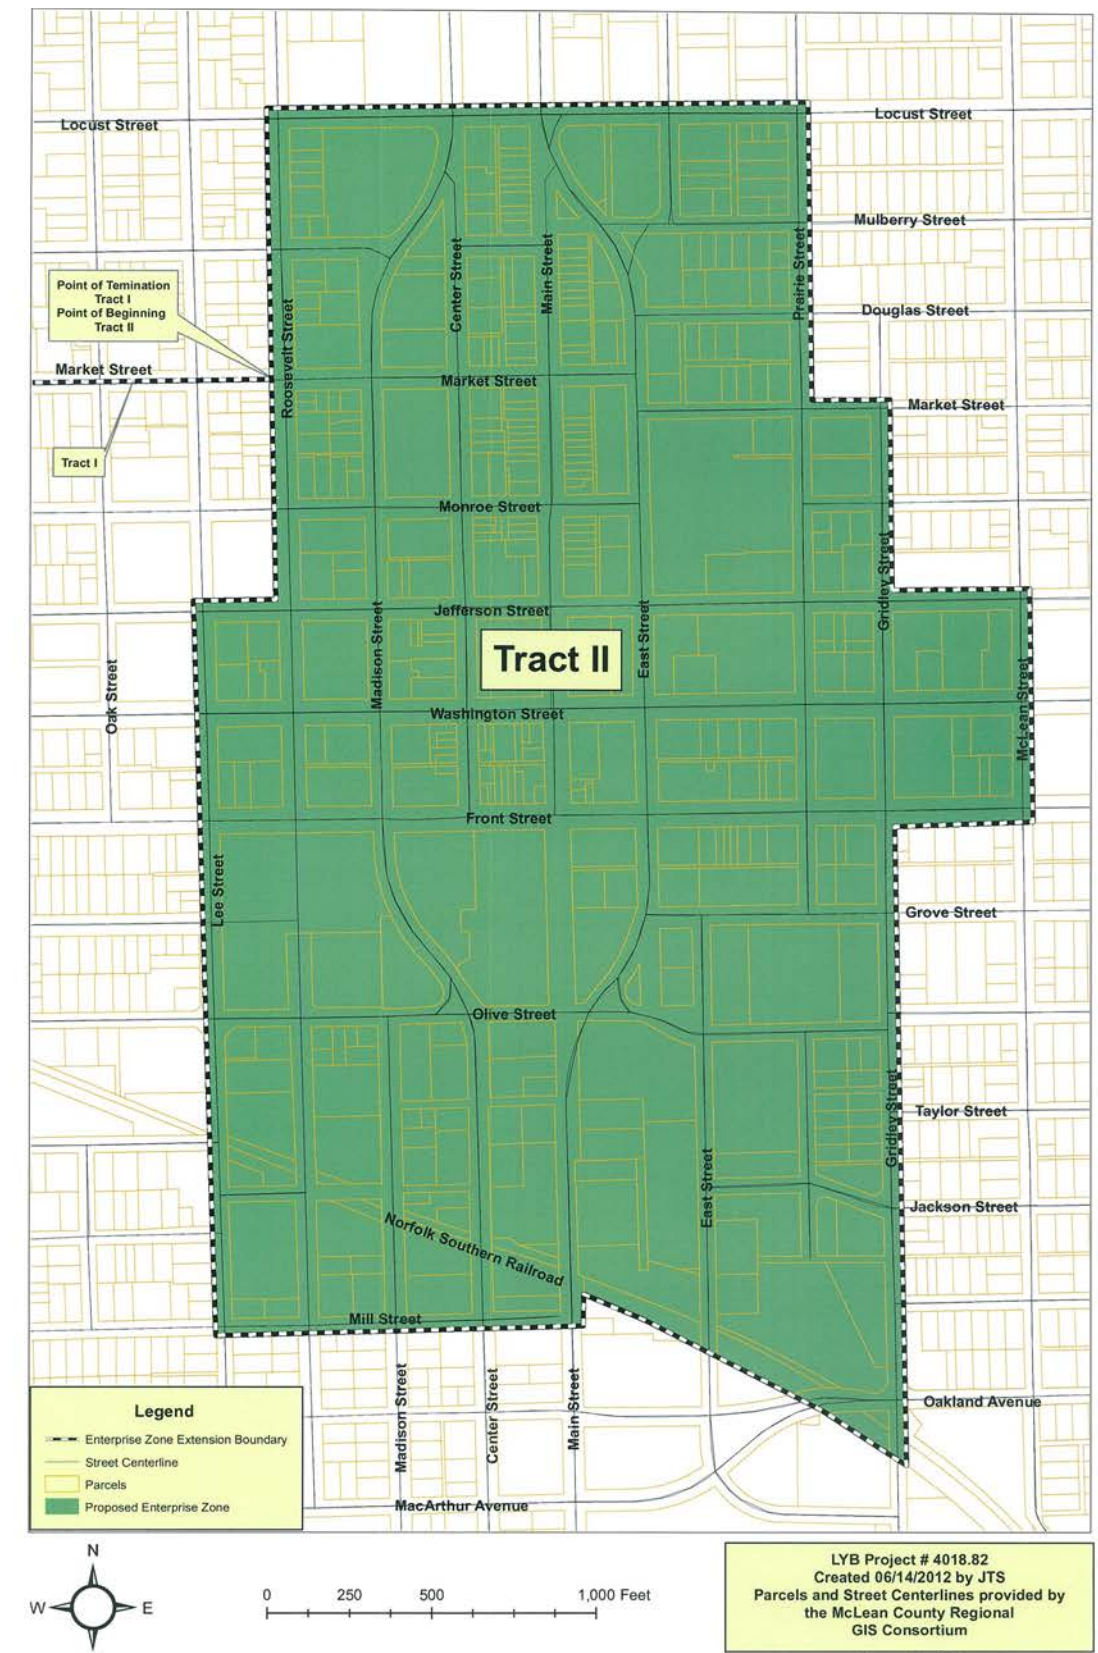 Locust Street
Locust Street
Mulberry Street
Center Street
Main Street
Prairie Street
Point of Temination
Tract I
Point of Beginning
Tract II
Roosevelt Street
Douglas Street
Market Street
Market Street
Market Street
Tract I
Monroe Street
Gridley Street
Jefferson Street
Madison Street
East Street
Tract II
Oak Street
McLean Street
Washington Street
Front Street
Lee Street
Grove Street
Olive Street
Gridley Street
Taylor Street
East Street
Jackson Street
Norfolk Southern Railroad
Mill Street
Madison Street
Center Street
Main Street
Oakland Avenue
MacArthur Avenue
Legend
Enterprise Zone Extension Boundary
Street Centerline
Parcels
Proposed Enterprise Zone
N
W
E
S
0 250 500 1,000 Feet
LYB Project # 4018.82
Created 06/14/2012 by JTS
Parcels and Street Centerlines provided by
the McLean County Regional
GIS Consortium